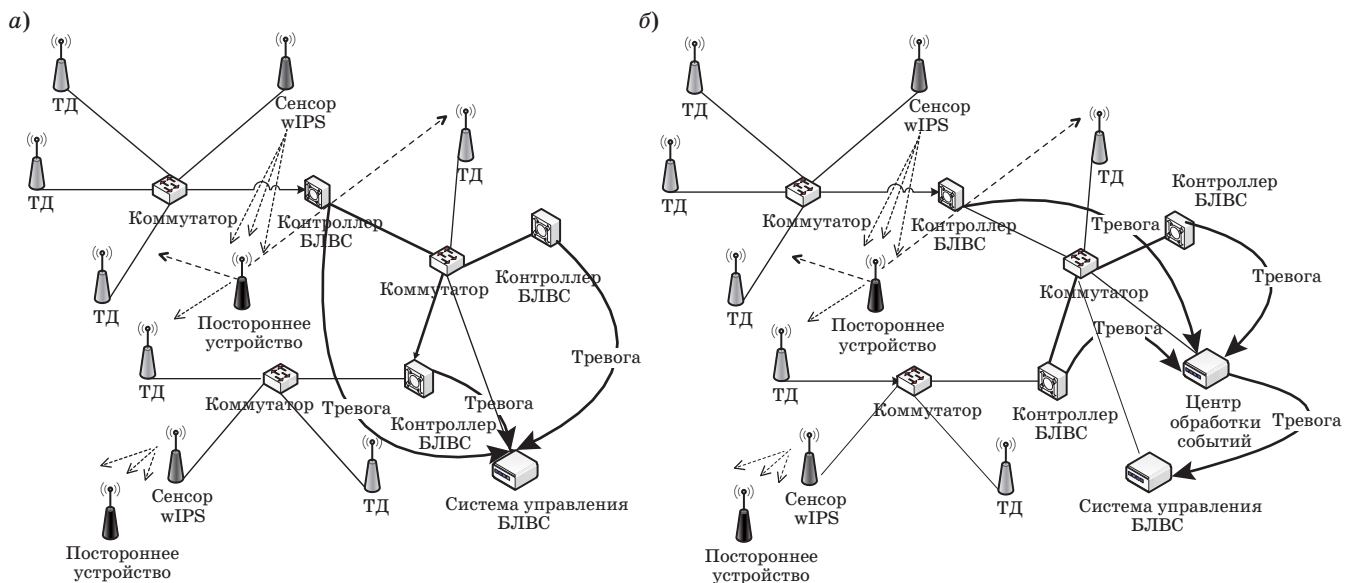 а)
ТД
Сенсор
wIPS
ТД
ТД
Коммутатор
Контроллер
БЛВС
ТД
Коммутатор
Контроллер
БЛВС
Постороннее
устройство
ТД
Коммутатор
Тревога
Тревога
Тревога
Контроллер
БЛВС
Сенсор
wIPS
ТД
Система управления
БЛВС
Постороннее
устройство
б)
ТД
Сенсор
wIPS
ТД
ТД
Контроллер
БЛВС
Коммутатор
Контроллер
БЛВС
Тревога
Тревога
Коммутатор
ТД
Постороннее
устройство
Тревога
ТД
Коммутатор
Контроллер
БЛВС
Центр
обработки
событий
Тревога
Сенсор
wIPS
ТД
Система управления
БЛВС
Постороннее
устройство